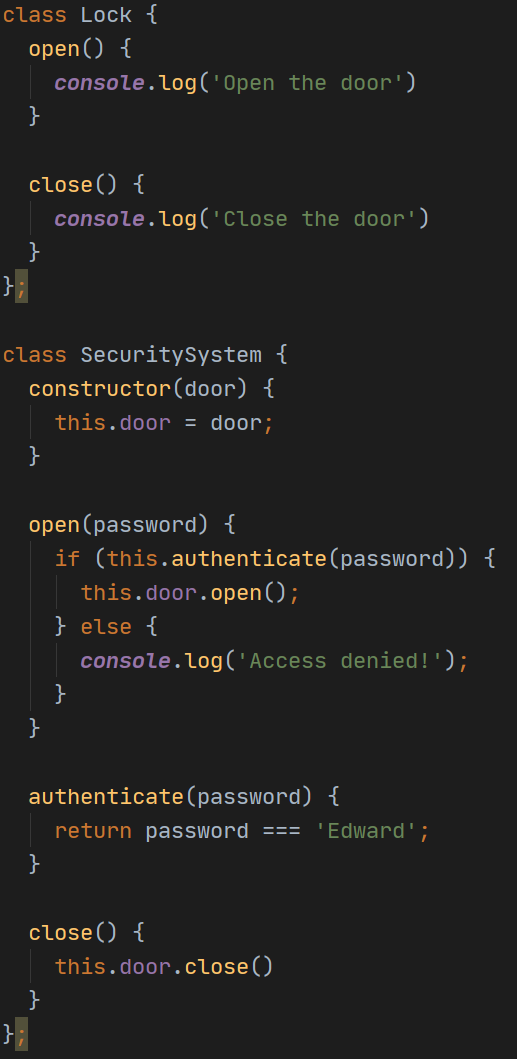 class Lock {
  open() {
    console.log('Open the door')
  }

  close() {
    console.log('Close the door')
  }
};

class SecuritySystem {
  constructor(door) {
    this.door = door;
  }

  open(password) {
    if (this.authenticate(password)) {
      this.door.open();
    } else {
      console.log('Access denied!');
    }
  }

  authenticate(password) {
    return password === 'Edward';
  }

  close() {
    this.door.close()
  }
};